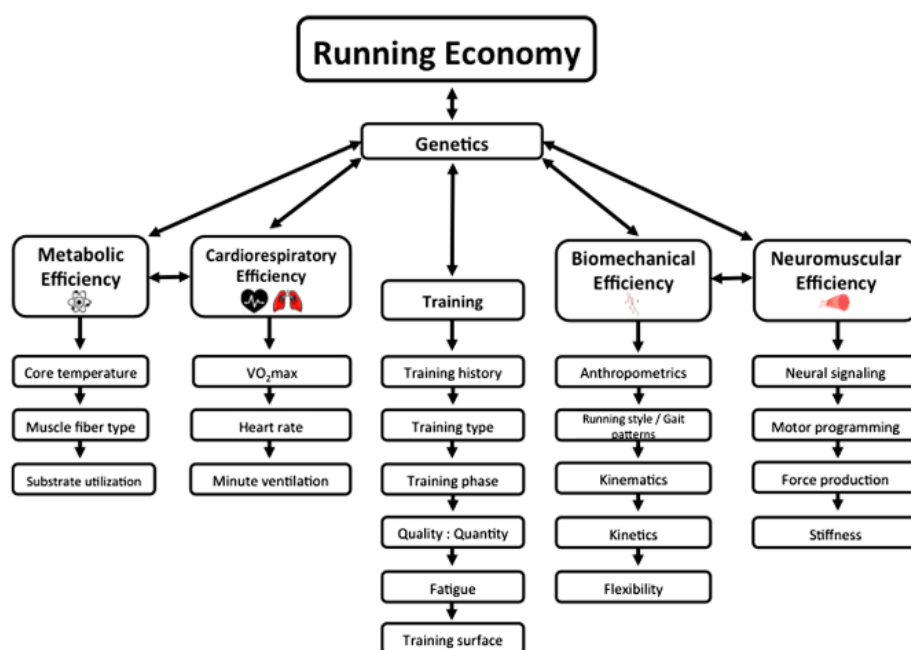 Running Economy
Genetics
Metabolic
Efficiency
Cardiorespiratory
Efficiency
Training
Biomechanical
Efficiency
Neuromuscular
Efficiency
Core temperature
Muscle fiber type
Substrate utilization
VO₂max
Heart rate
Minute ventilation
Training history
Training type
Training phase
Quality : Quantity
Fatigue
Training surface
Anthropometrics
Running style / Gait
patterns
Kinematics
Kinetics
Flexibility
Neural signaling
Motor programming
Force production
Stiffness